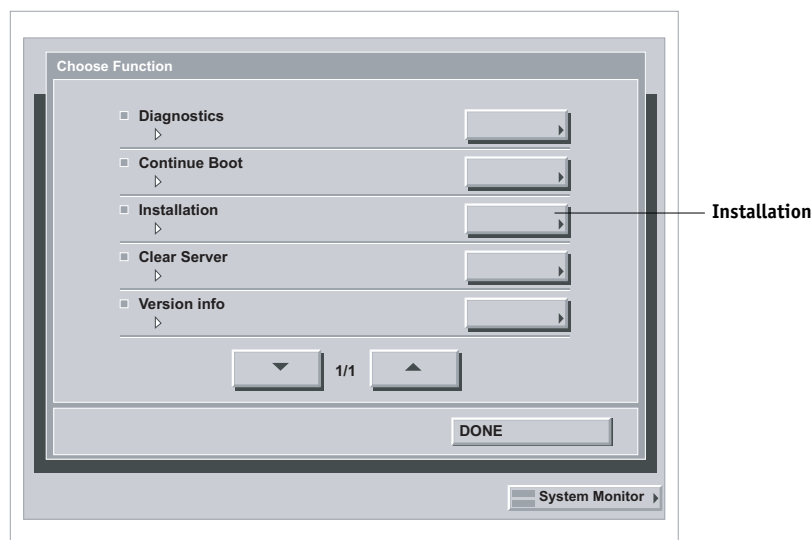 Choose Function
Diagnostics
Continue Boot
Installation
Installation
Clear Server
Version info
1/1
DONE
System Monitor